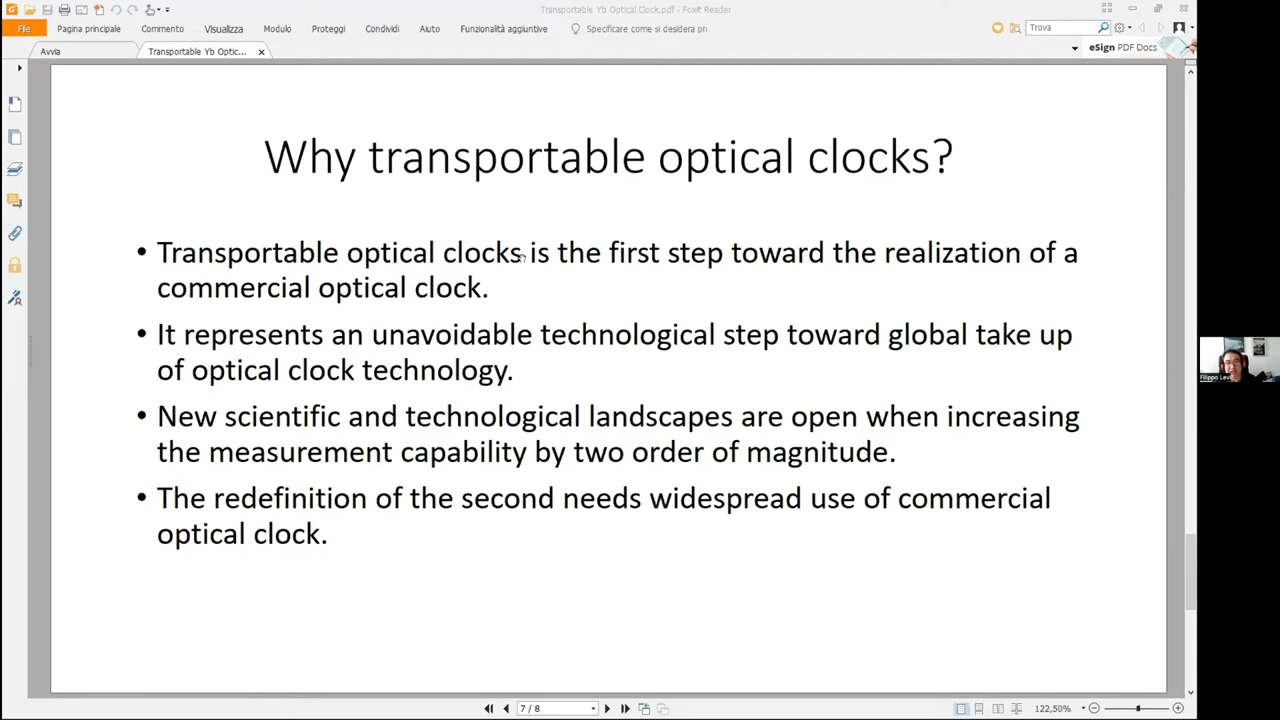 Transportable Yb Optical Clock.pdf - Foxit Reader
File Pagina principale Commento Visualizza Modulo Proteggi Condividi Aiuto Funzionalità aggiuntive Specificare come si desidera pro Trova
Avvia Transportable Yb Optic... eSign PDF Docs
Why transportable optical clocks?
• Transportable optical clocks is the first step toward the realization of a
commercial optical clock.
• It represents an unavoidable technological step toward global take up
of optical clock technology.
• New scientific and technological landscapes are open when increasing
the measurement capability by two order of magnitude.
• The redefinition of the second needs widespread use of commercial
optical clock.
Filippo Levi
7 / 8 122,50%